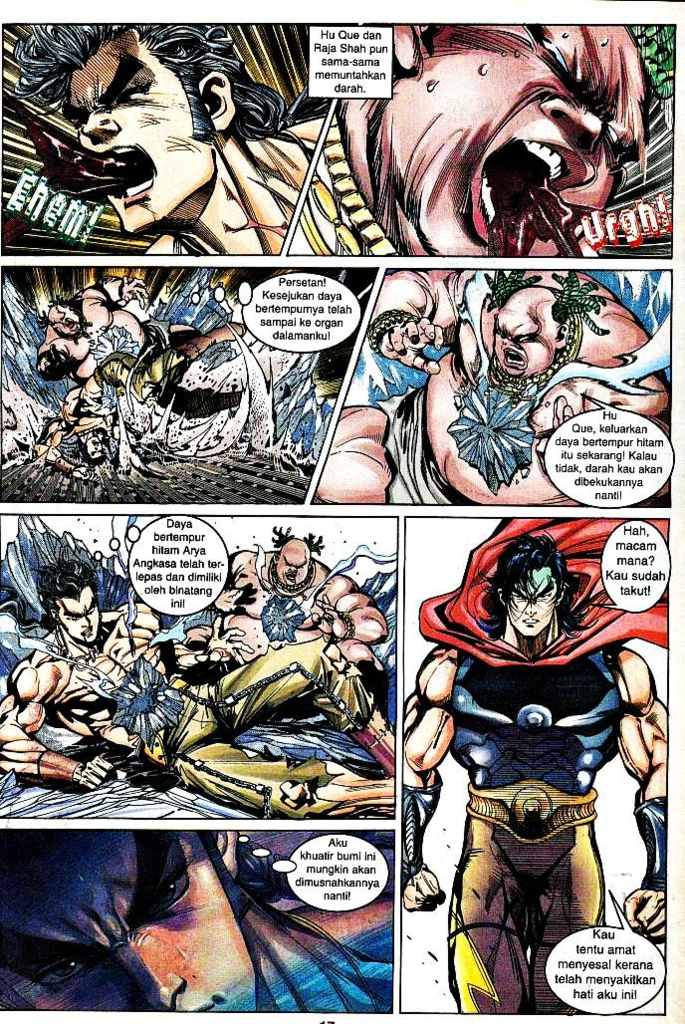 Hu Que dan
Raja Shah pun
sama-sama
memuntahkan
darah.
Ehem!
Urgh!
Persetan!
Kesejukan daya
bertempurnya telah
sampai ke organ
dalamanku!
Hu
Que, keluarkan
daya bertempur hitam
itu sekarang! Kalau
tidak, darah kau akan
dibekukannya
nanti!
Daya
bertempur
hitam Arya
Angkasa telah ter-
lepas dan dimiliki
oleh binatang
ini!
Hah,
macam
mana?
Kau sudah
takut!
Aku
khuatir bumi ini
mungkin akan
dimusnahkannya
nanti!
Kau
tentu amat
menyesal kerana
telah menyakitkan
hati aku ini!